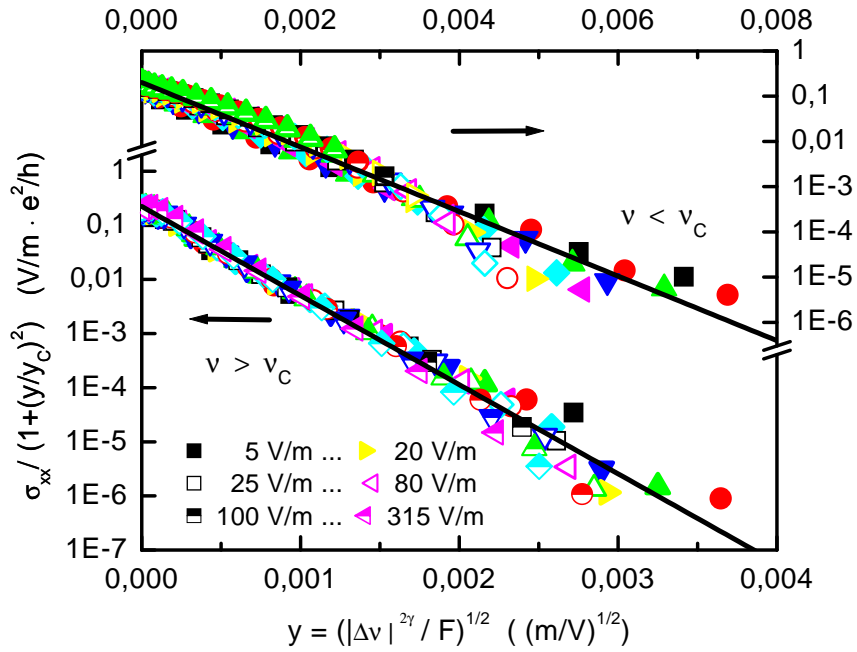 0,000 0,002 0,004 0,006 0,008
1
0,1
0,01
1E-3
1E-4
1E-5
1E-6
ν < ν_C
1
0,1
0,01
1E-3
1E-4
1E-5
1E-6
1E-7
σ_xx / (1+(y/y_C)^2) (V/m · e^2/h)
ν > ν_C
5 V/m ... 20 V/m
25 V/m ... 80 V/m
100 V/m ... 315 V/m
0,000 0,001 0,002 0,003 0,004
y = (|Δν|^2γ / F)^1/2 ( (m/V)^1/2)